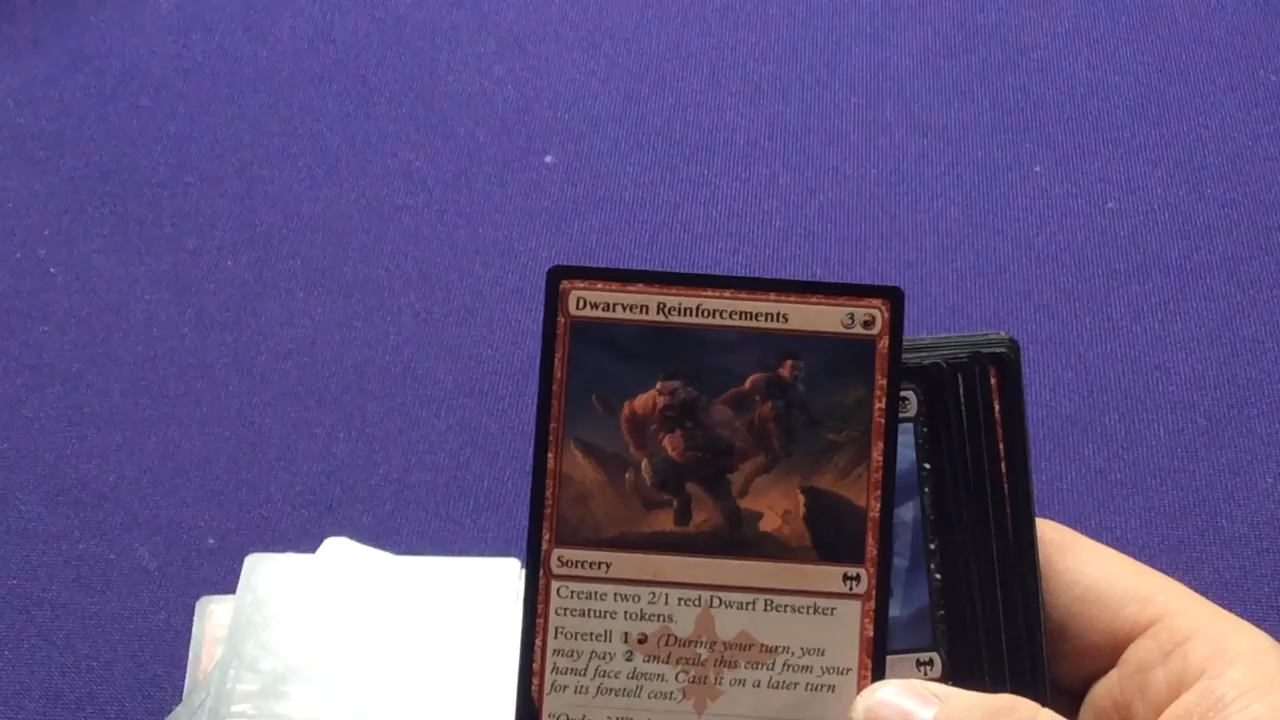 Dwarven Reinforcements 3
Sorcery
Create two 2/1 red Dwarf Berserker
creature tokens.
Foretell 1 (During your turn, you
may pay 2 and exile this card from your
hand face down. Cast it on a later turn
for its foretell cost.)